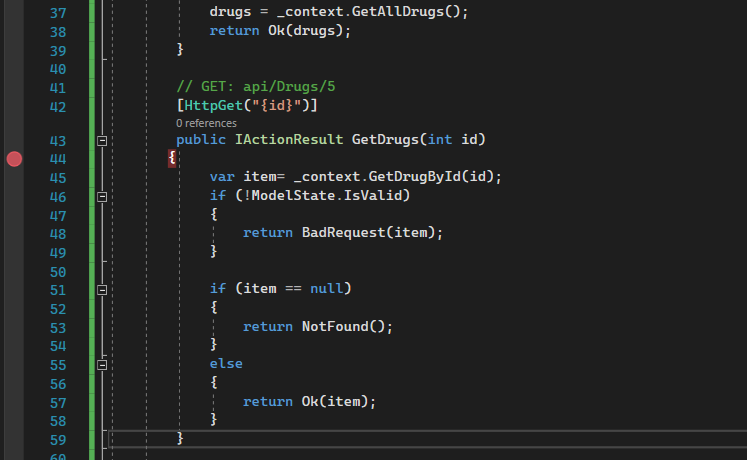 37 drugs = _context.GetAllDrugs();
38 return Ok(drugs);
39 }
40
41 // GET: api/Drugs/5
42 [HttpGet("{id}")]
0 references
43 public IActionResult GetDrugs(int id)
44 {
45 var item= _context.GetDrugById(id);
46 if (!ModelState.IsValid)
47 {
48 return BadRequest(item);
49 }
50
51 if (item == null)
52 {
53 return NotFound();
54 }
55 else
56 {
57 return Ok(item);
58 }
59 }
60